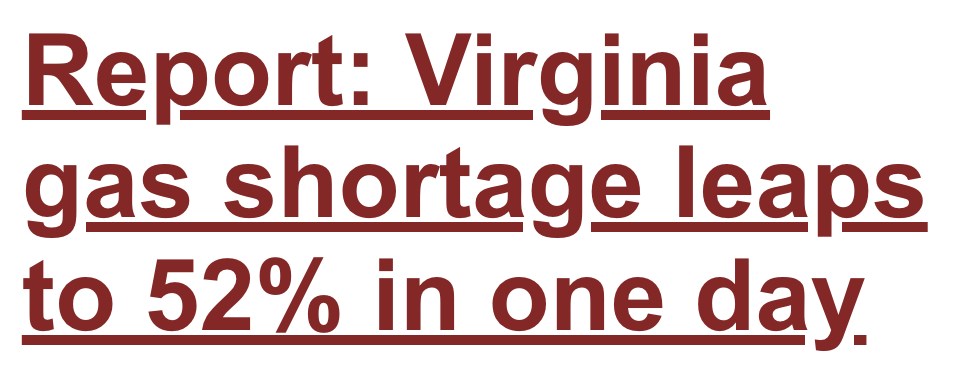 Report: Virginia
gas shortage leaps
to 52% in one day